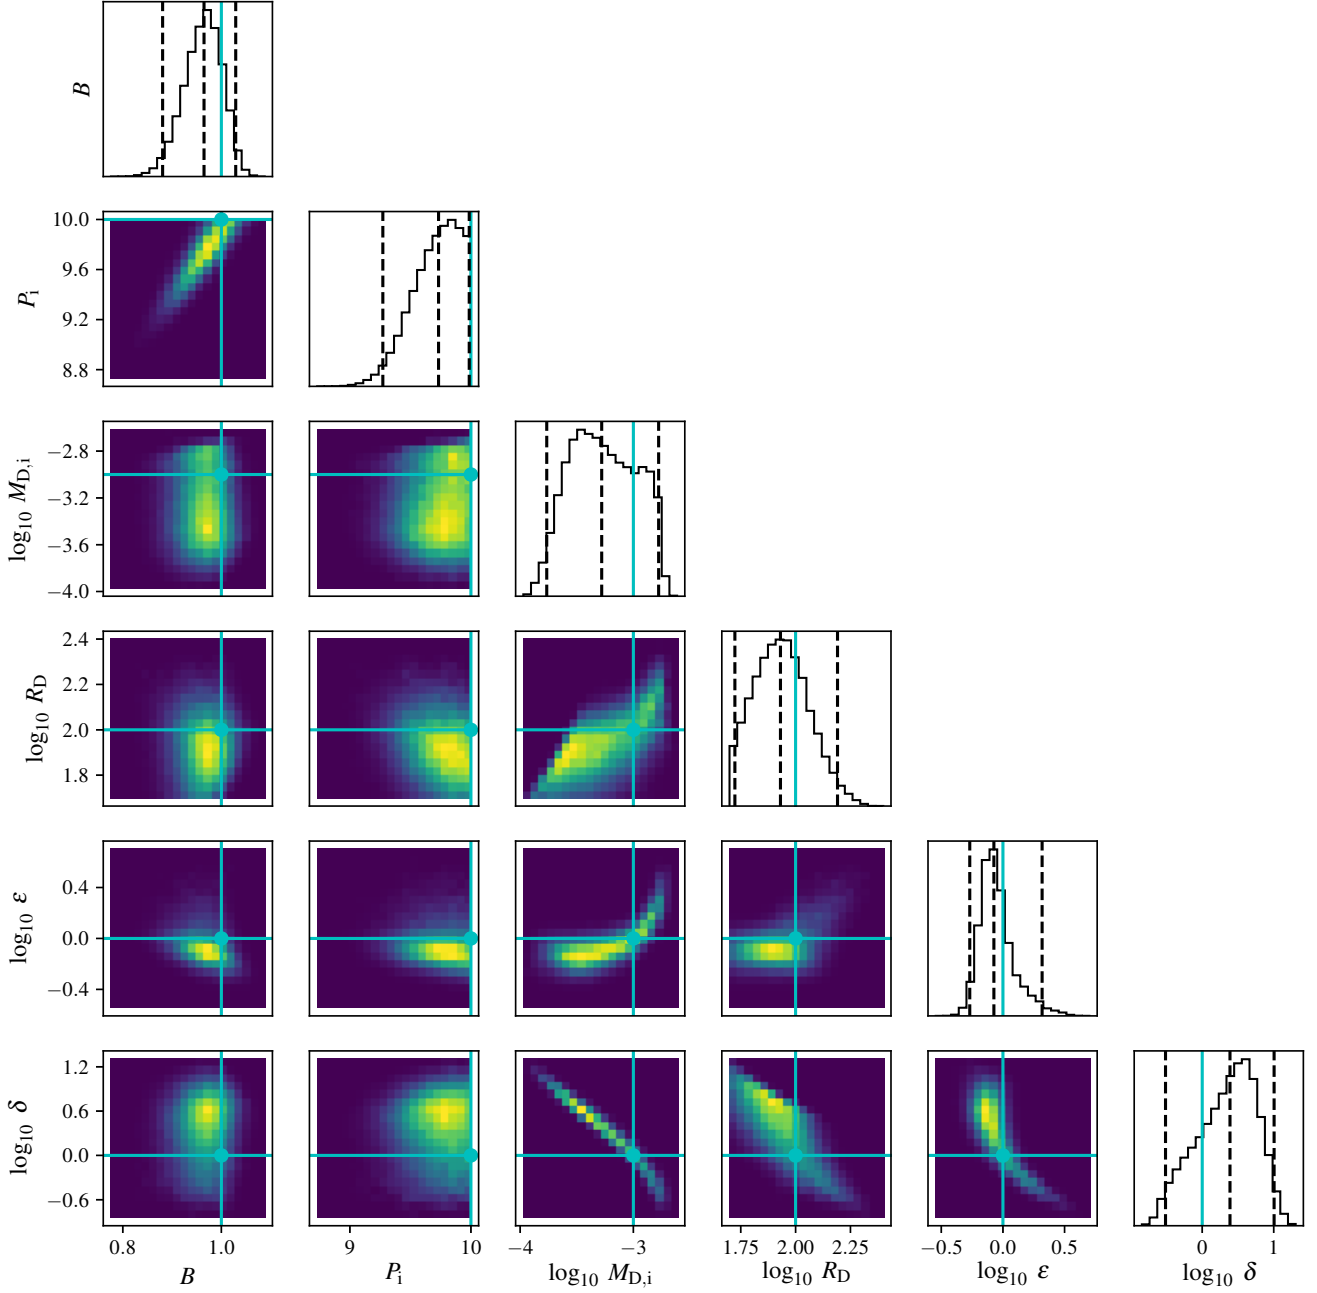 B
10.0
9.6
9.2
8.8
P_i
−2.8
−3.2
−3.6
−4.0
log₁₀ M_D,i
2.4
2.2
2.0
1.8
log₁₀ R_D
0.4
0.0
−0.4
log₁₀ ε
1.2
0.6
0.0
−0.6
log₁₀ δ
0.8 1.0 9 10 −4 −3 1.75 2.00 2.25 −0.5 0.0 0.5 0 1
B P_i log₁₀ M_D,i log₁₀ R_D log₁₀ ε log₁₀ δ